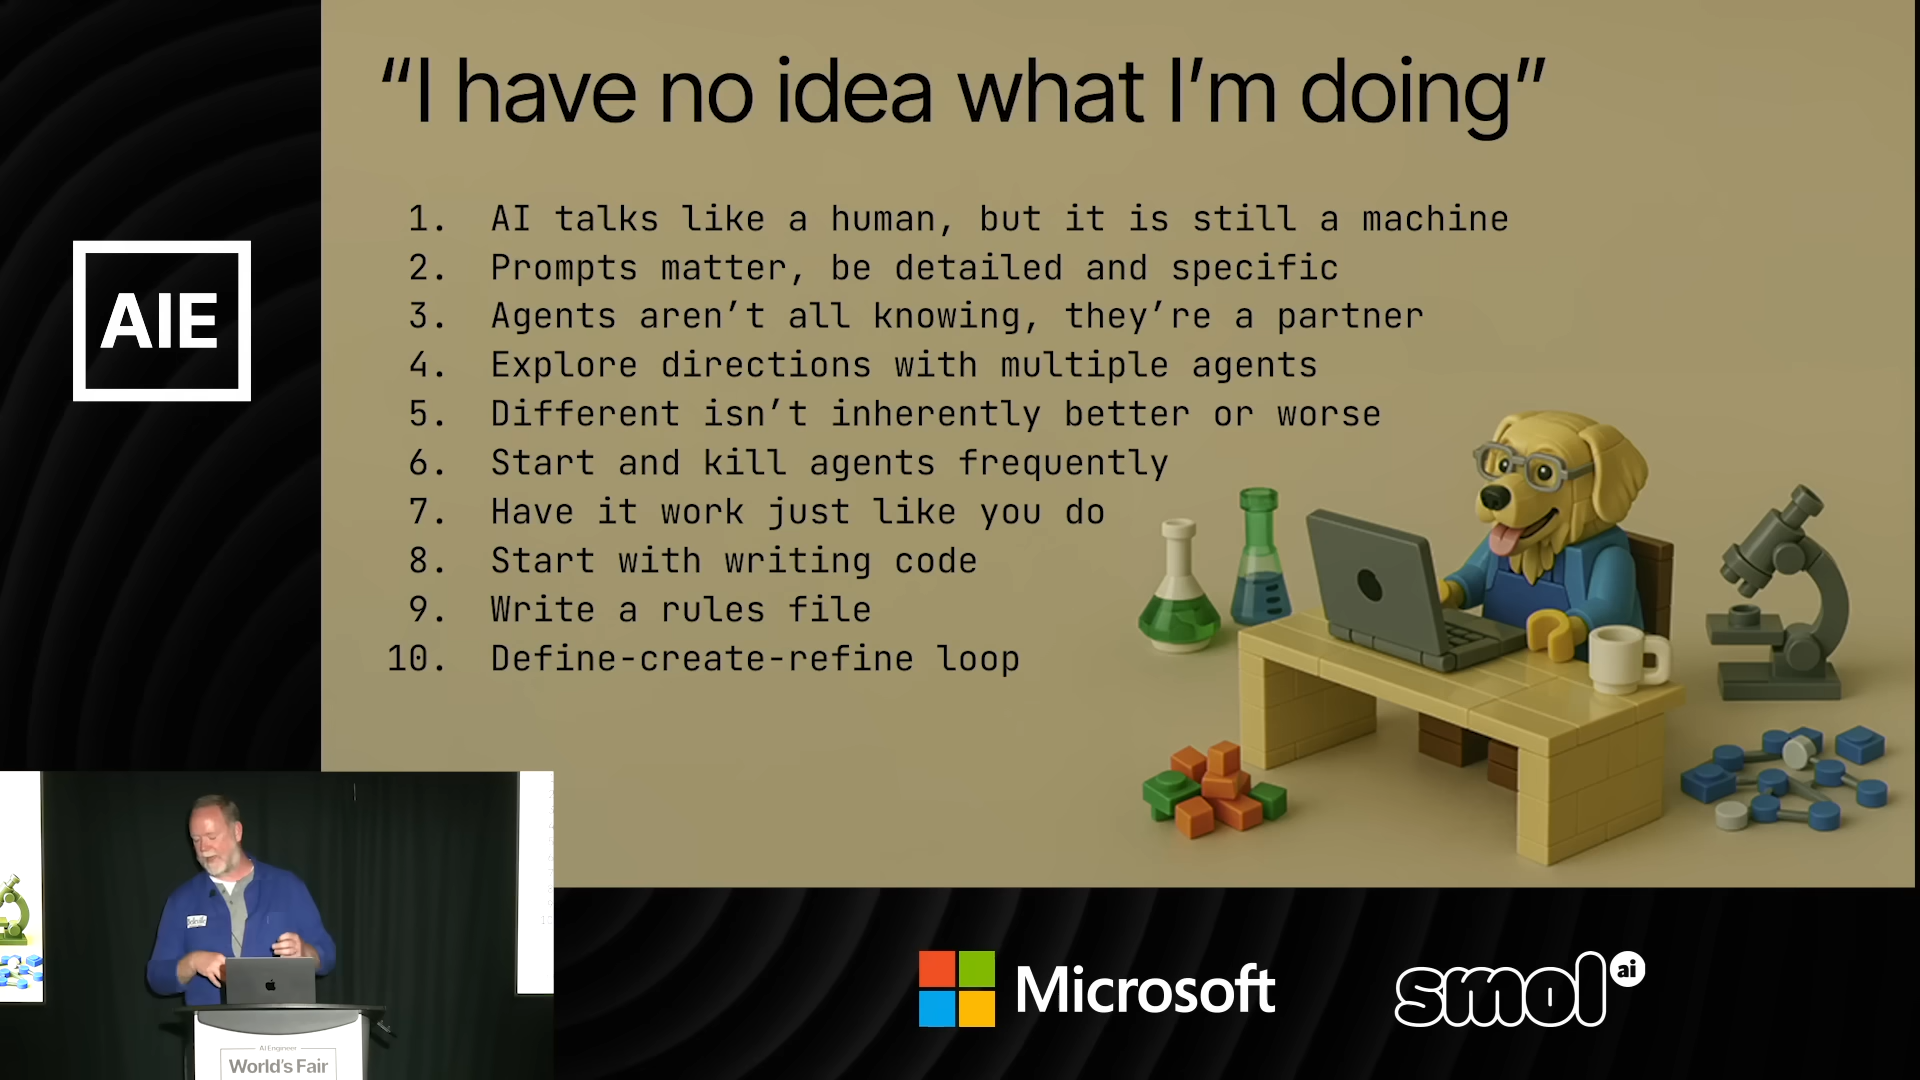 “I have no idea what I’m doing”
1. AI talks like a human, but it is still a machine
2. Prompts matter, be detailed and specific
3. Agents aren’t all knowing, they’re a partner
4. Explore directions with multiple agents
5. Different isn’t inherently better or worse
6. Start and kill agents frequently
7. Have it work just like you do
8. Start with writing code
9. Write a rules file
10. Define-create-refine loop
AIE
AI Engineer
World’s Fair
Microsoft
smol ai